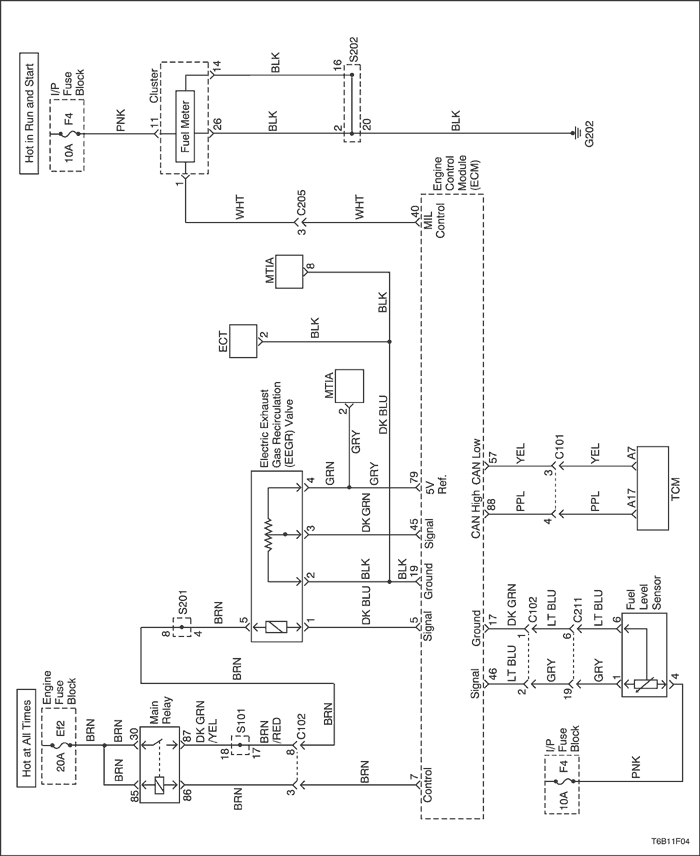 Hot at All Times
Engine
Fuse
Block
Ef2
20A
BRN
BRN
BRN
30
85
Main
Relay
86
87
DK GRN
/YEL
18
S101
17
BRN
/RED
8
C102
3
BRN
BRN
BRN
BRN
8
S201
4
BRN
5
Electric Exhaust
Gas Recirculation
(EEGR) Valve
1
2
3
4
DK BLU
BLK
DK GRN
GRN
GRY
GRY
2
MTIA
ECT
2
BLK
MTIA
8
BLK
DK BLU
BLK
Hot in Run and Start
I/P
Fuse
Block
F4
10A
PNK
Cluster
11
Fuel Meter
1
26
14
BLK
BLK
16
S202
2
20
BLK
G202
WHT
3
C205
WHT
7
Control
5
Signal
19
Ground
45
Signal
79
5V
Ref.
40
MIL
Control
Engine
Control
Module
(ECM)
Signal
46
Ground
17
CAN High
88
CAN Low
57
LT BLU
DK GRN
2
1
C102
GRY
LT BLU
19
6
C211
GRY
LT BLU
1
6
Fuel
Level
Sensor
4
PNK
I/P
Fuse
Block
F4
10A
PPL
YEL
4
3
C101
PPL
YEL
A17
A7
TCM
T6B11F04